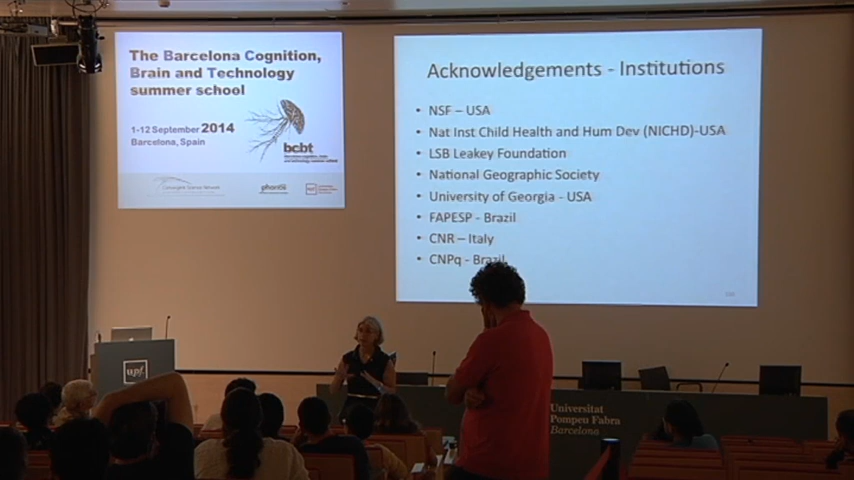 The Barcelona Cognition,
Brain and Technology
summer school
1-12 September 2014
Barcelona, Spain
bcbt
Acknowledgements - Institutions
• NSF – USA
• Nat Inst Child Health and Hum Dev (NICHD)-USA
• LSB Leakey Foundation
• National Geographic Society
• University of Georgia - USA
• FAPESP - Brazil
• CNR – Italy
• CNPq - Brazil
upf.
Universitat
Pompeu Fabra
Barcelona